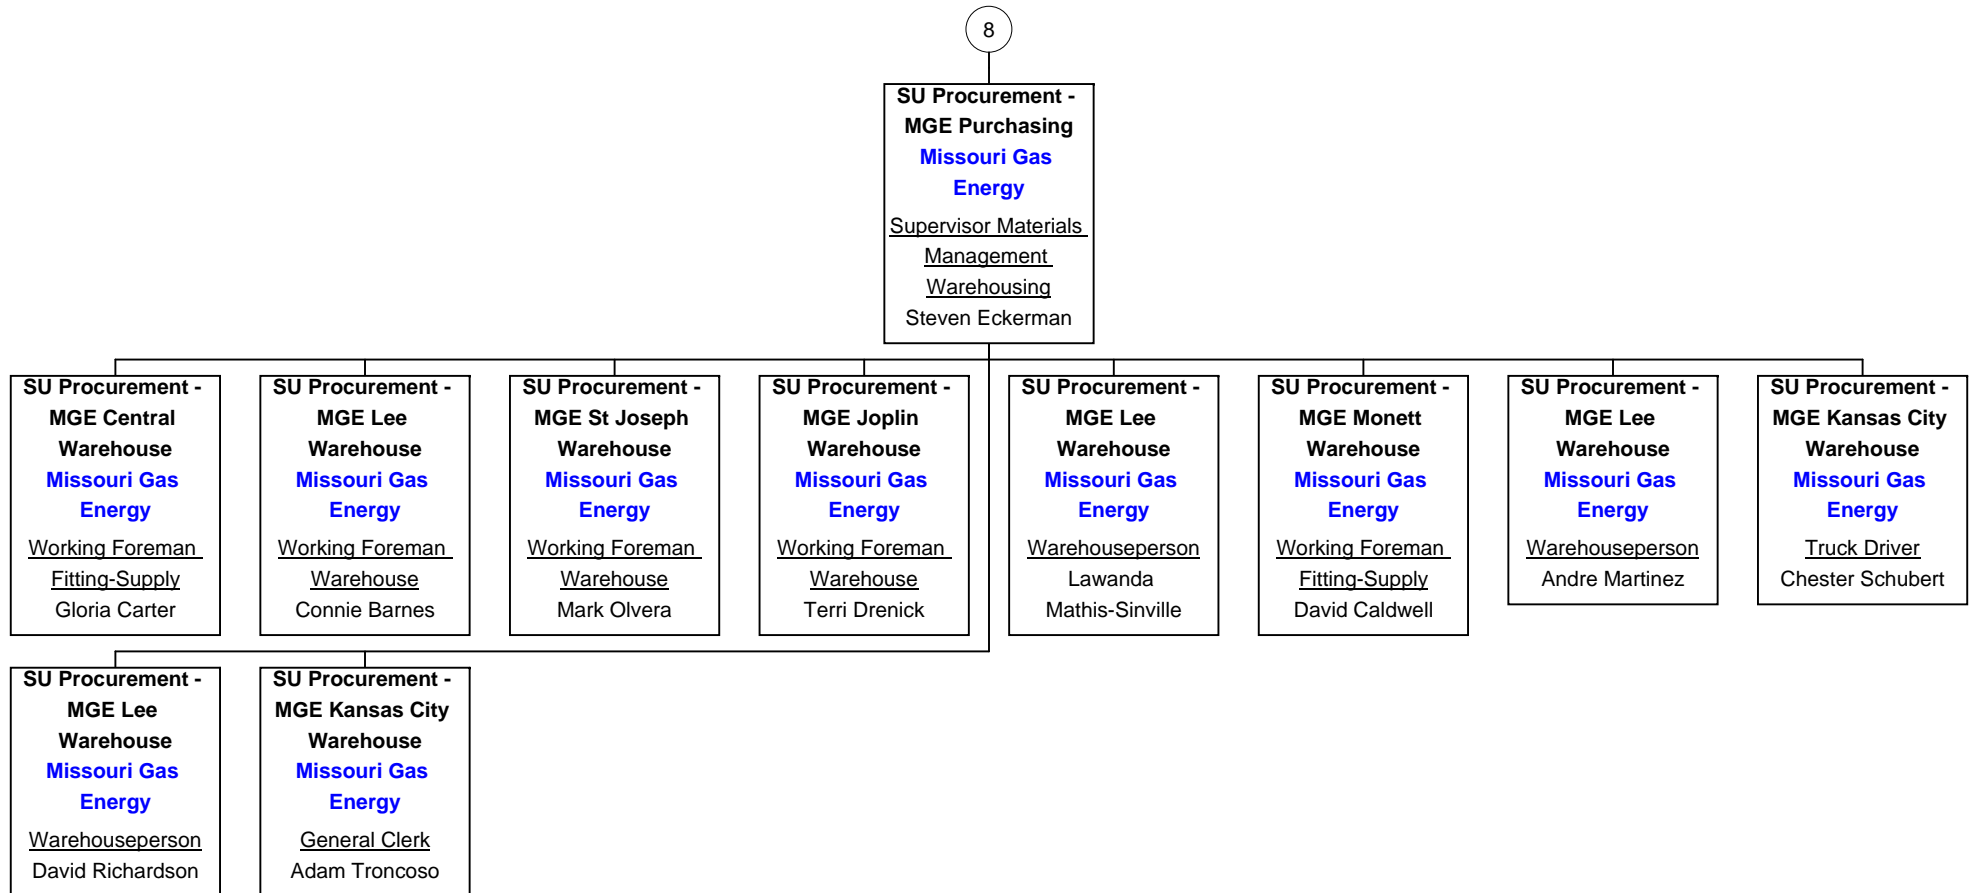 8
SU Procurement -
MGE Purchasing
Missouri Gas
Energy
Supervisor Materials
Management
Warehousing
Steven Eckerman
SU Procurement -
MGE Central
Warehouse
Missouri Gas
Energy
Working Foreman
Fitting-Supply
Gloria Carter
SU Procurement -
MGE Lee
Warehouse
Missouri Gas
Energy
Working Foreman
Warehouse
Connie Barnes
SU Procurement -
MGE St Joseph
Warehouse
Missouri Gas
Energy
Working Foreman
Warehouse
Mark Olvera
SU Procurement -
MGE Joplin
Warehouse
Missouri Gas
Energy
Working Foreman
Warehouse
Terri Drenick
SU Procurement -
MGE Lee
Warehouse
Missouri Gas
Energy
Warehouseperson
Lawanda
Mathis-Sinville
SU Procurement -
MGE Monett
Warehouse
Missouri Gas
Energy
Working Foreman
Fitting-Supply
David Caldwell
SU Procurement -
MGE Lee
Warehouse
Missouri Gas
Energy
Warehouseperson
Andre Martinez
SU Procurement -
MGE Kansas City
Warehouse
Missouri Gas
Energy
Truck Driver
Chester Schubert
SU Procurement -
MGE Lee
Warehouse
Missouri Gas
Energy
Warehouseperson
David Richardson
SU Procurement -
MGE Kansas City
Warehouse
Missouri Gas
Energy
General Clerk
Adam Troncoso